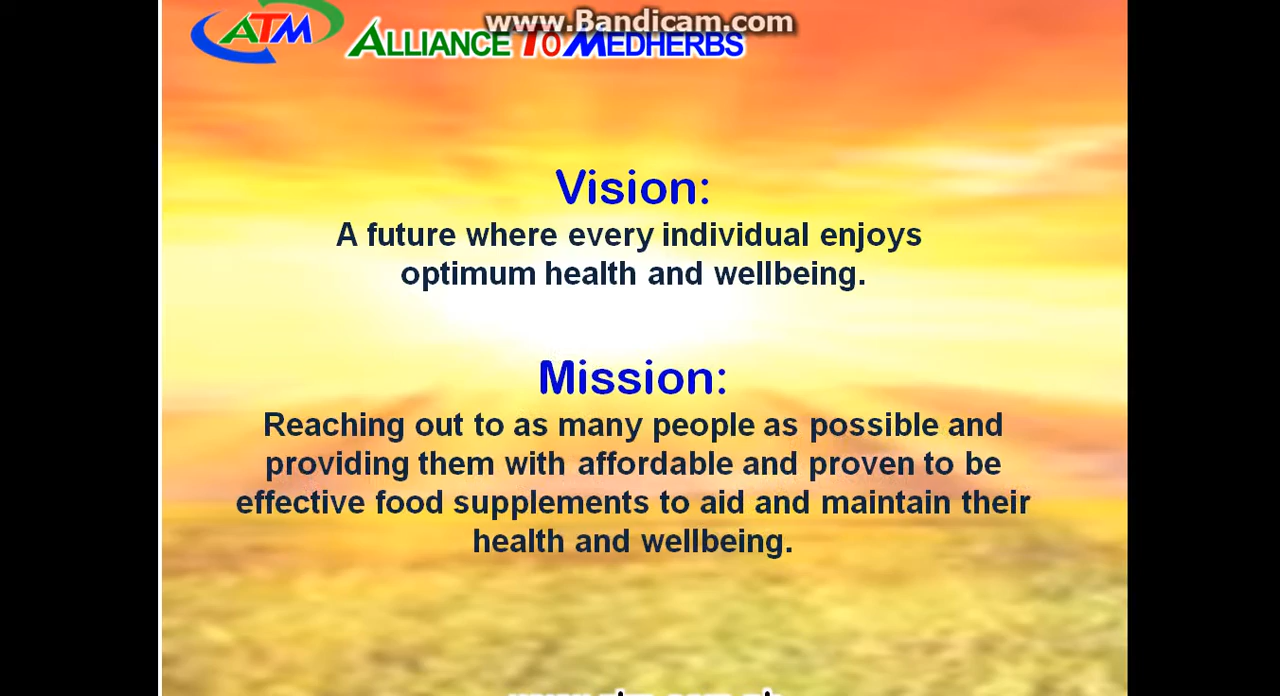 www.Bandicam.com
ATM ALLIANCE TO MEDHERBS
Vision:
A future where every individual enjoys
optimum health and wellbeing.
Mission:
Reaching out to as many people as possible and
providing them with affordable and proven to be
effective food supplements to aid and maintain their
health and wellbeing.